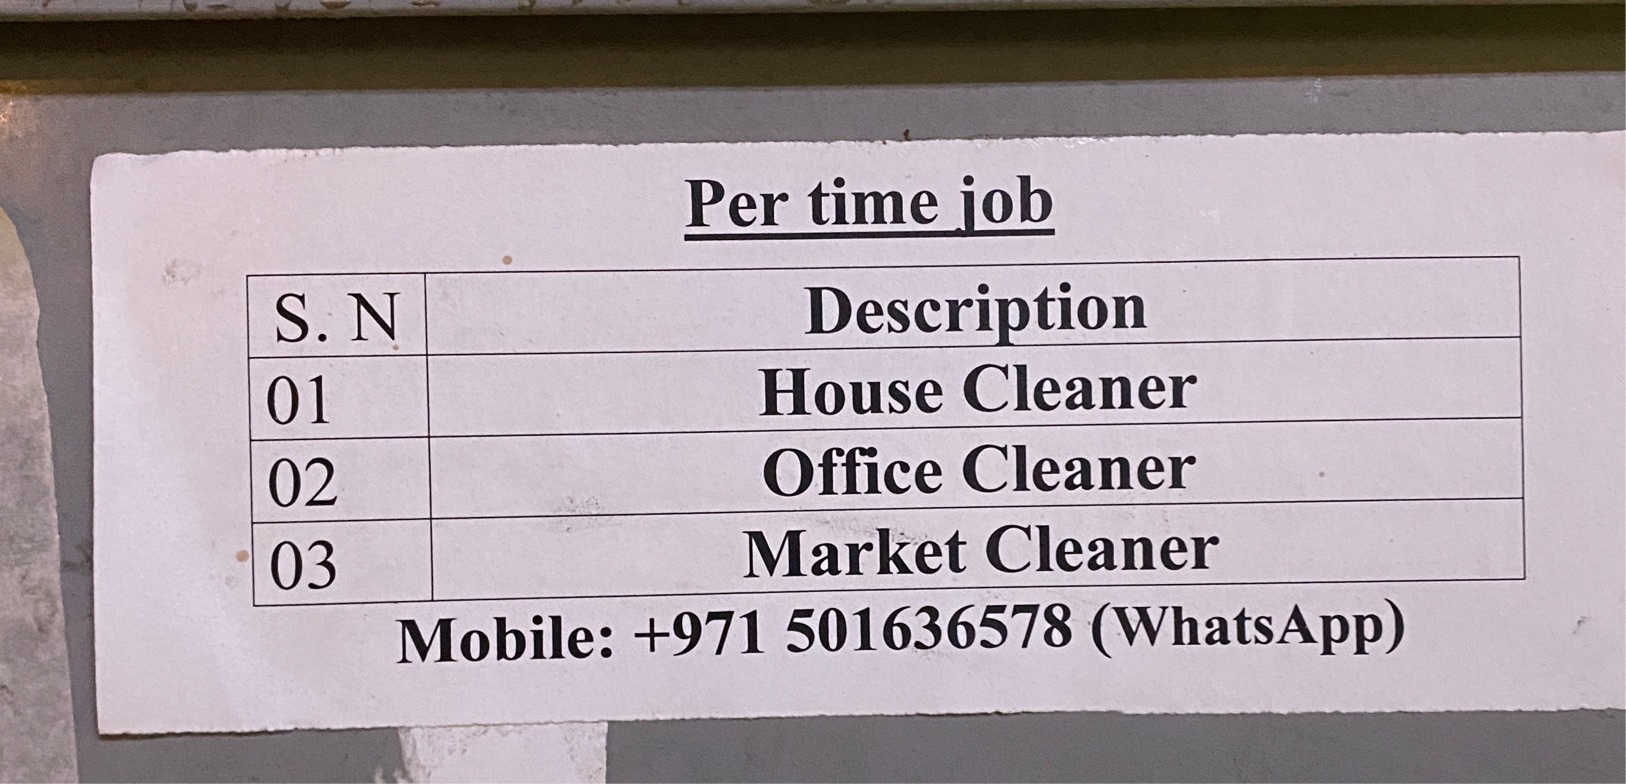 Per time job
S. N Description
01 House Cleaner
02 Office Cleaner
03 Market Cleaner
Mobile: +971 501636578 (WhatsApp)